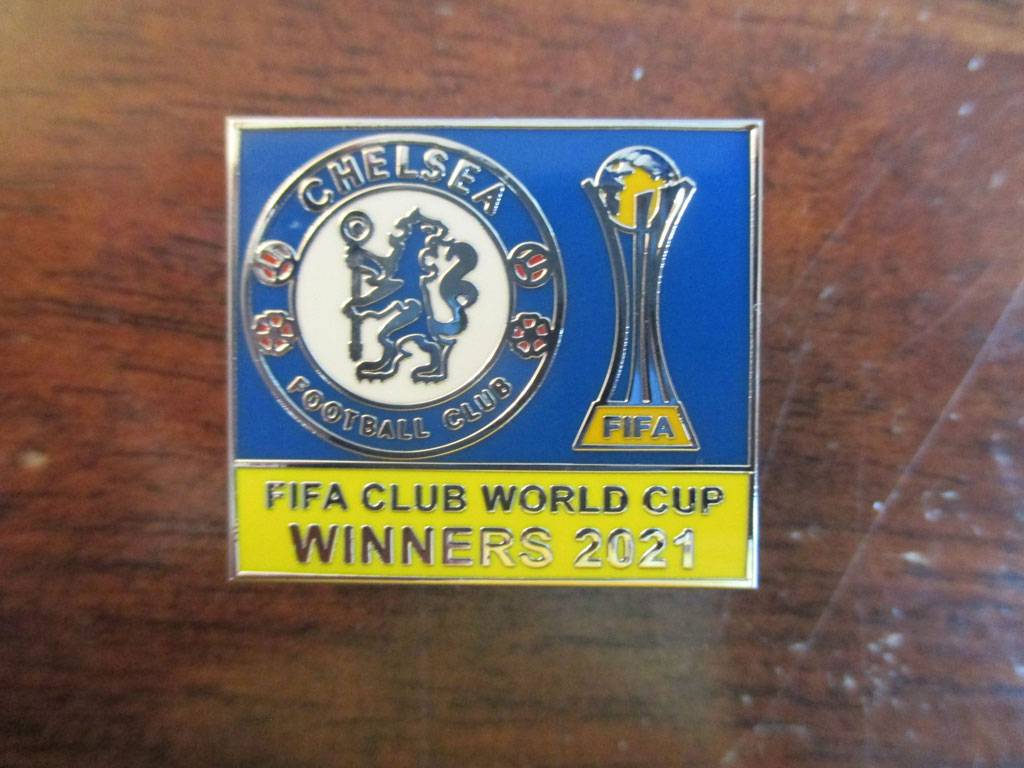 CHELSEA
FOOTBALL CLUB
FIFA
FIFA CLUB WORLD CUP
WINNERS 2021